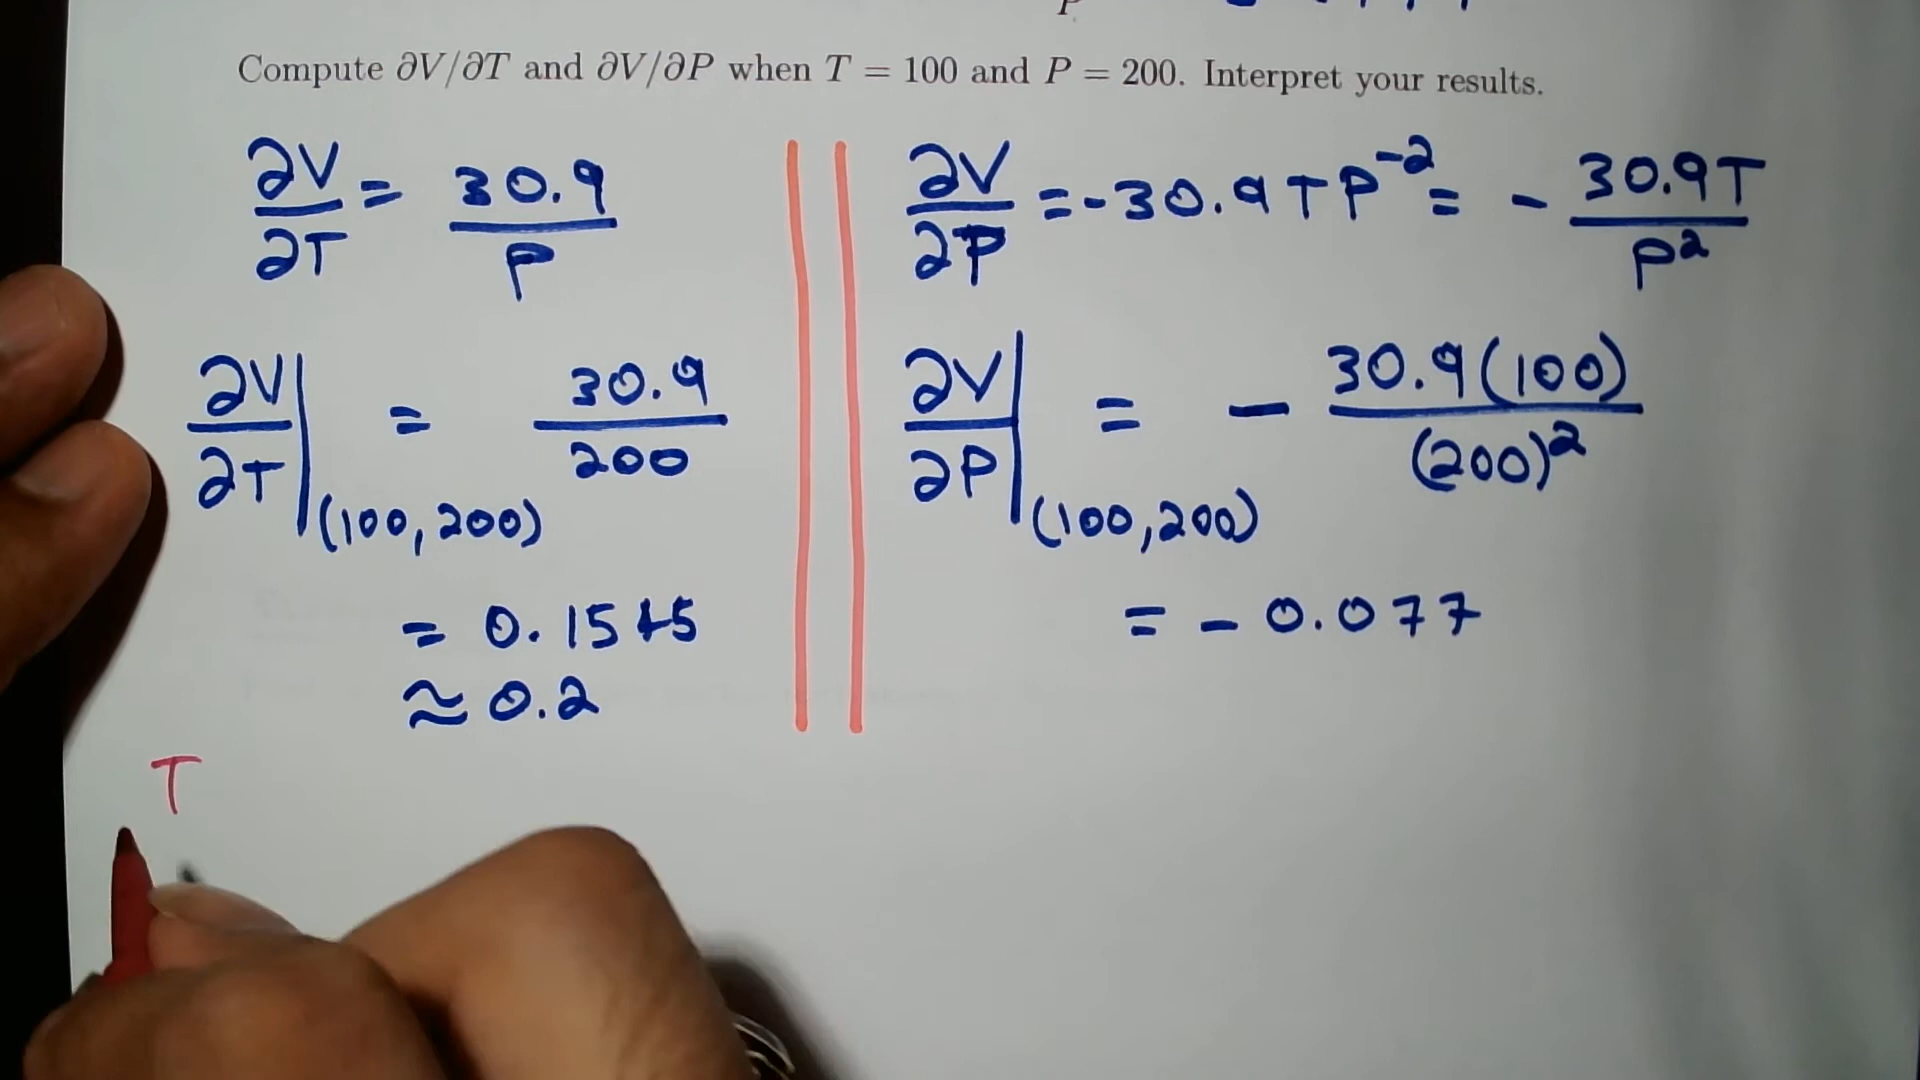 P
Compute ∂V/∂T and ∂V/∂P when T = 100 and P = 200. Interpret your results.
∂V/∂T = 30.9/P
∂V/∂P = -30.9TP⁻² = - 30.9T/P²
∂V/∂T|(100,200) = 30.9/200
∂V/∂P|(100,200) = - 30.9(100)/(200)²
= 0.1545
≈ 0.2
= - 0.077
T